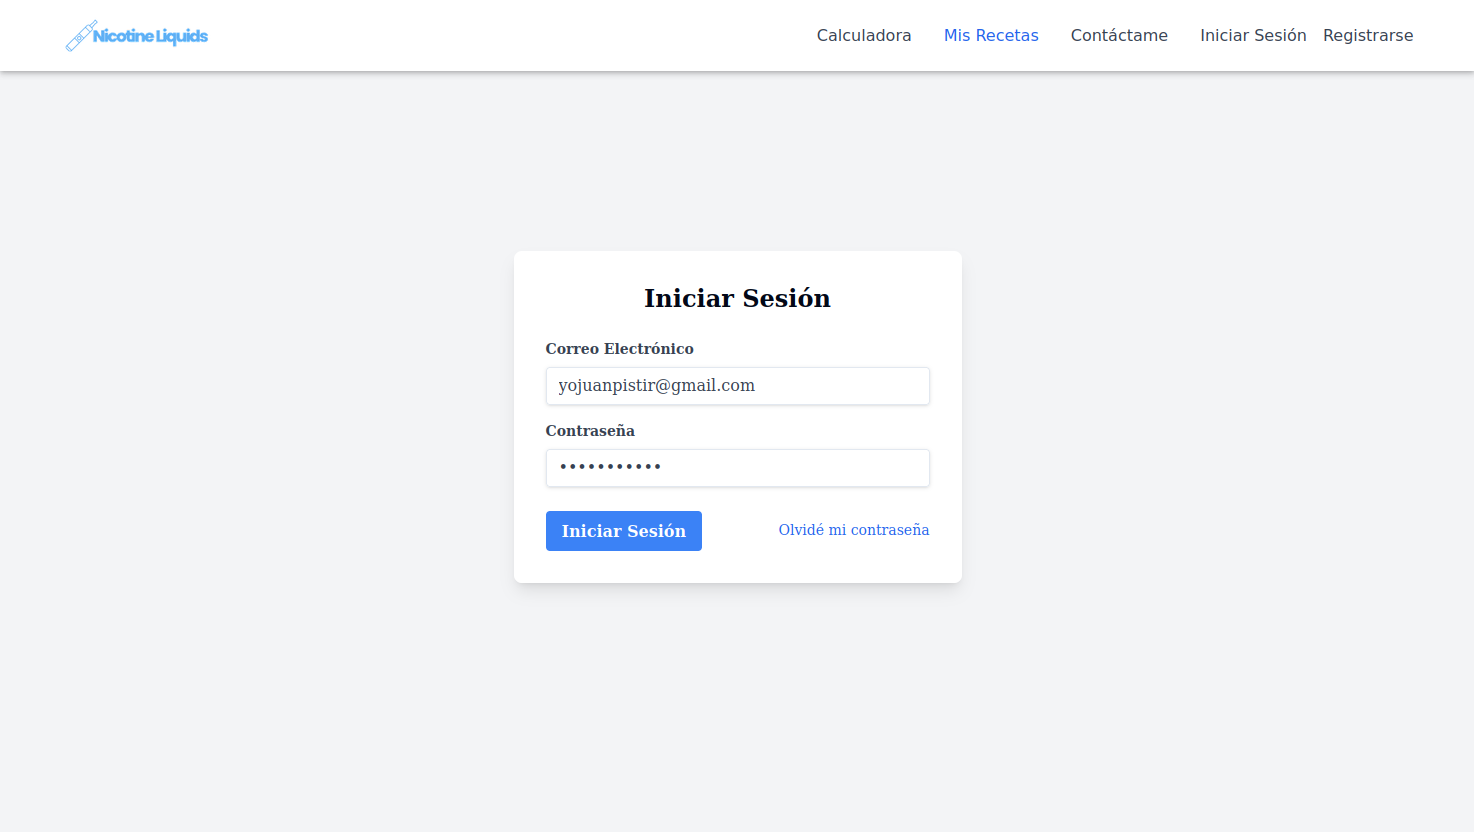 Nicotine Liquids
Calculadora Mis Recetas Contáctame Iniciar Sesión Registrarse
Iniciar Sesión
Correo Electrónico
yojuanpistir@gmail.com
Contraseña
•••••••••••
Iniciar Sesión Olvidé mi contraseña